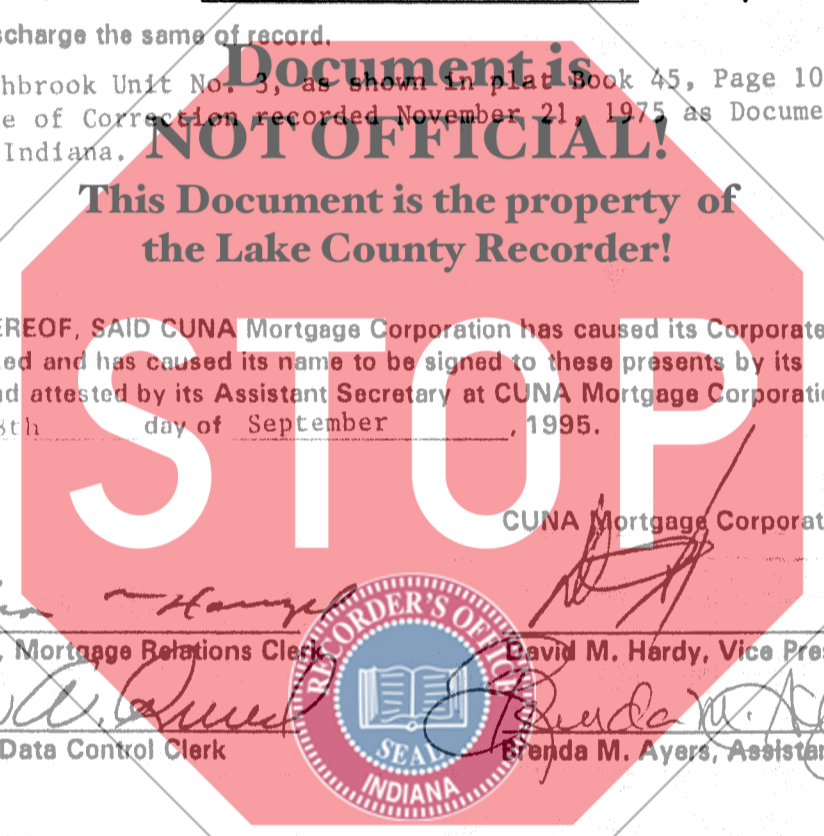 scharge the same of record.
Document is
hbrook Unit No. 3, as shown in plat Book 45, Page 10
e of Correction recorded November 21, 1975 as Docume
NOT OFFICIAL!
Indiana.
This Document is the property of
the Lake County Recorder!
EREOF, SAID CUNA Mortgage Corporation has caused its Corporate
ed and has caused its name to be signed to these presents by its
nd attested by its Assistant Secretary at CUNA Mortgage Corporatio
8th day of September, 1995.
STOP
CUNA Mortgage Corporat
, Mortgage Relations Clerk
David M. Hardy, Vice Pres
RECORDER'S OFFICE
SEAL
INDIANA
Brenda M. Ay
Data Control Clerk
Brenda M. Ayers, Assistan